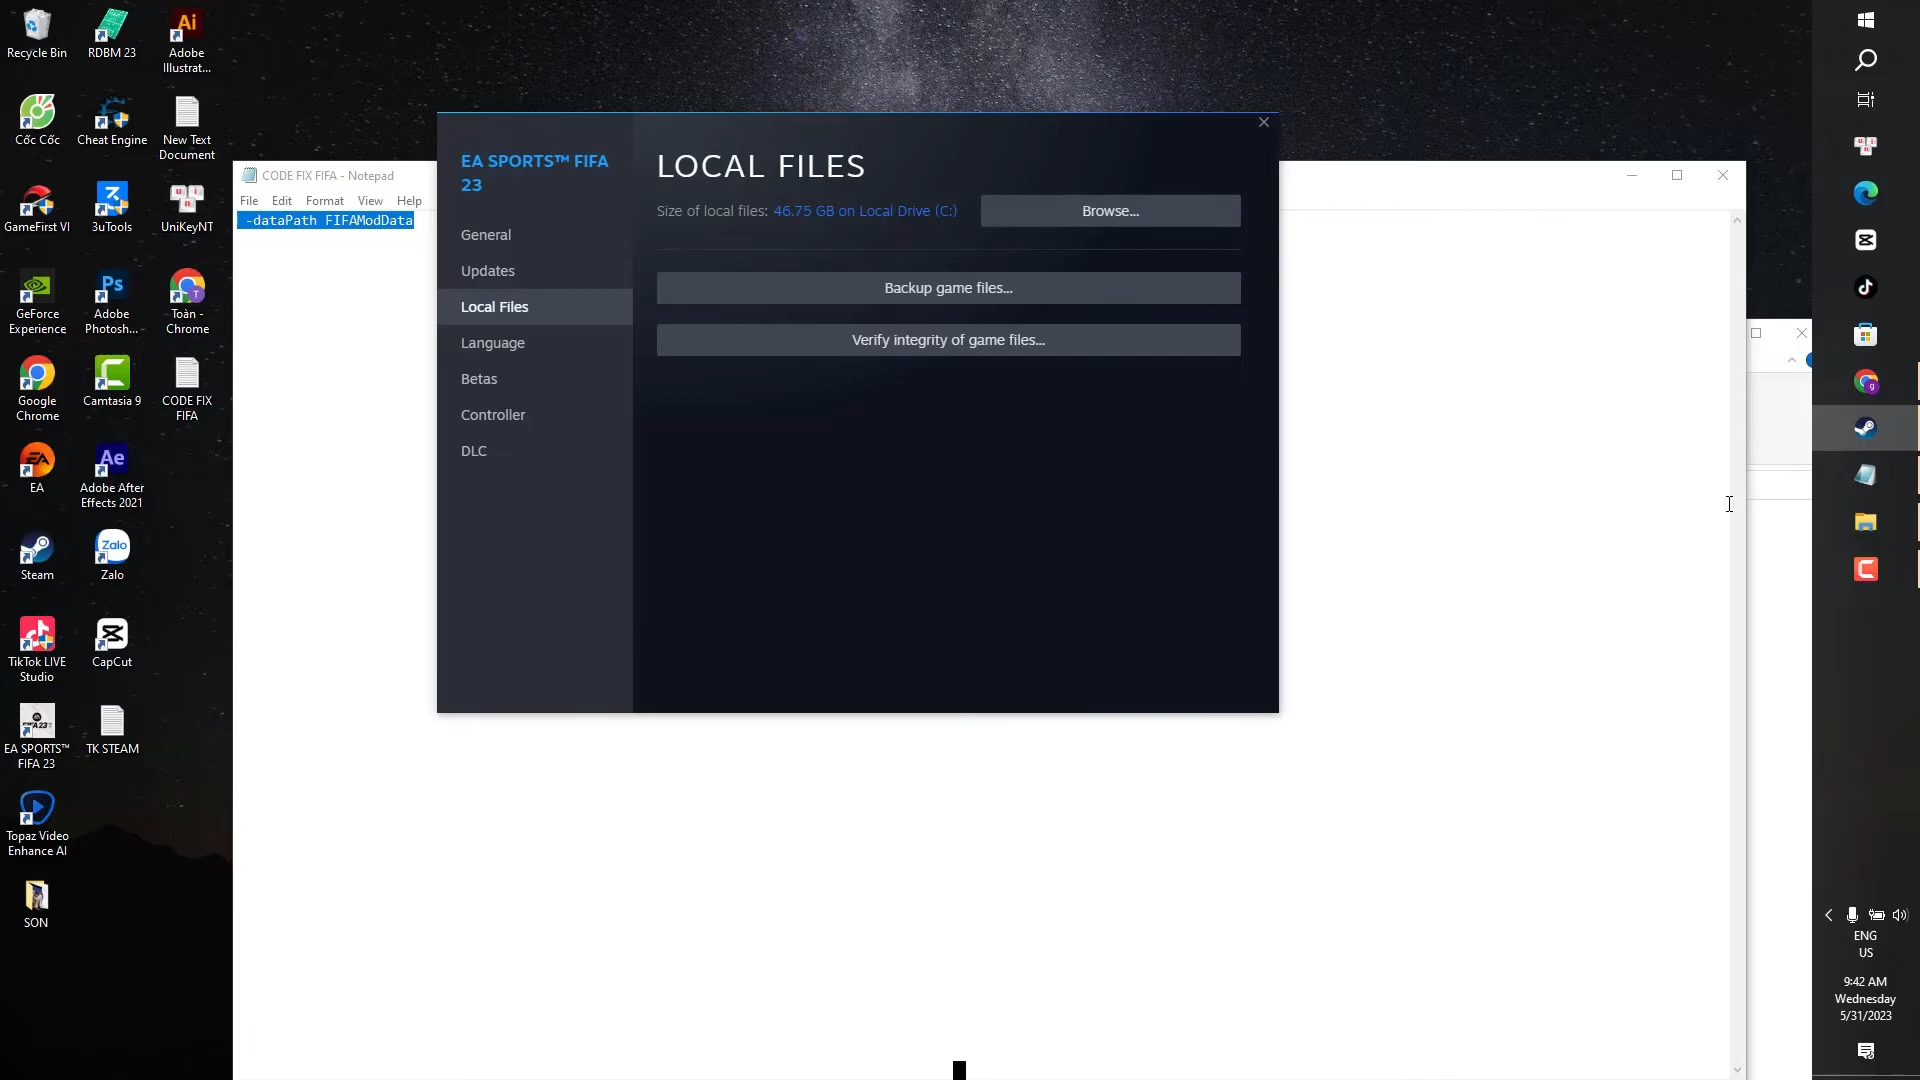 Recycle Bin
RDBM 23
Adobe
Illustrat...
Cốc Cốc
Cheat Engine
New Text
Document
GameFirst VI
3uTools
UniKeyNT
GeForce
Experience
Adobe
Photosh...
Toàn -
Chrome
Google
Chrome
Camtasia 9
CODE FIX
FIFA
EA
Adobe After
Effects 2021
Steam
Zalo
TikTok LIVE
Studio
CapCut
EA SPORTS™
FIFA 23
TK STEAM
Topaz Video
Enhance AI
SON
CODE FIX FIFA - Notepad
File Edit Format View Help
-dataPath FIFAModData
EA SPORTS™ FIFA
23
General
Updates
Local Files
Language
Betas
Controller
DLC
LOCAL FILES
Size of local files: 46.75 GB on Local Drive (C:)
Browse...
Backup game files...
Verify integrity of game files...
ENG
US
9:42 AM
Wednesday
5/31/2023